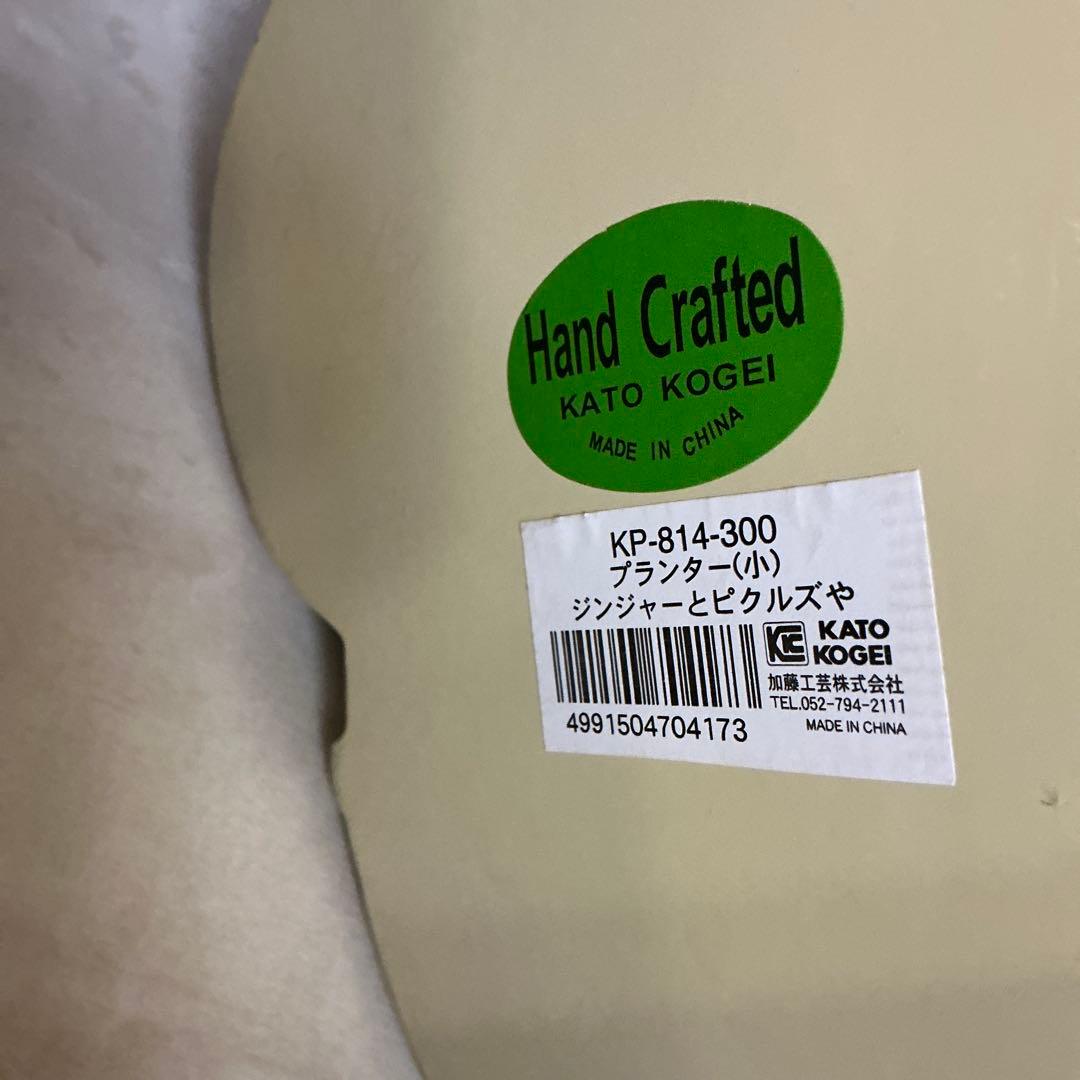 Hand Crafted
KATO KOGEI
MADE IN CHINA
KP-814-300
プランター(小)
ジンジャーとピクルズや
KATO
KOGEI
加藤工芸株式会社
TEL.052-794-2111
4991504704173
MADE IN CHINA